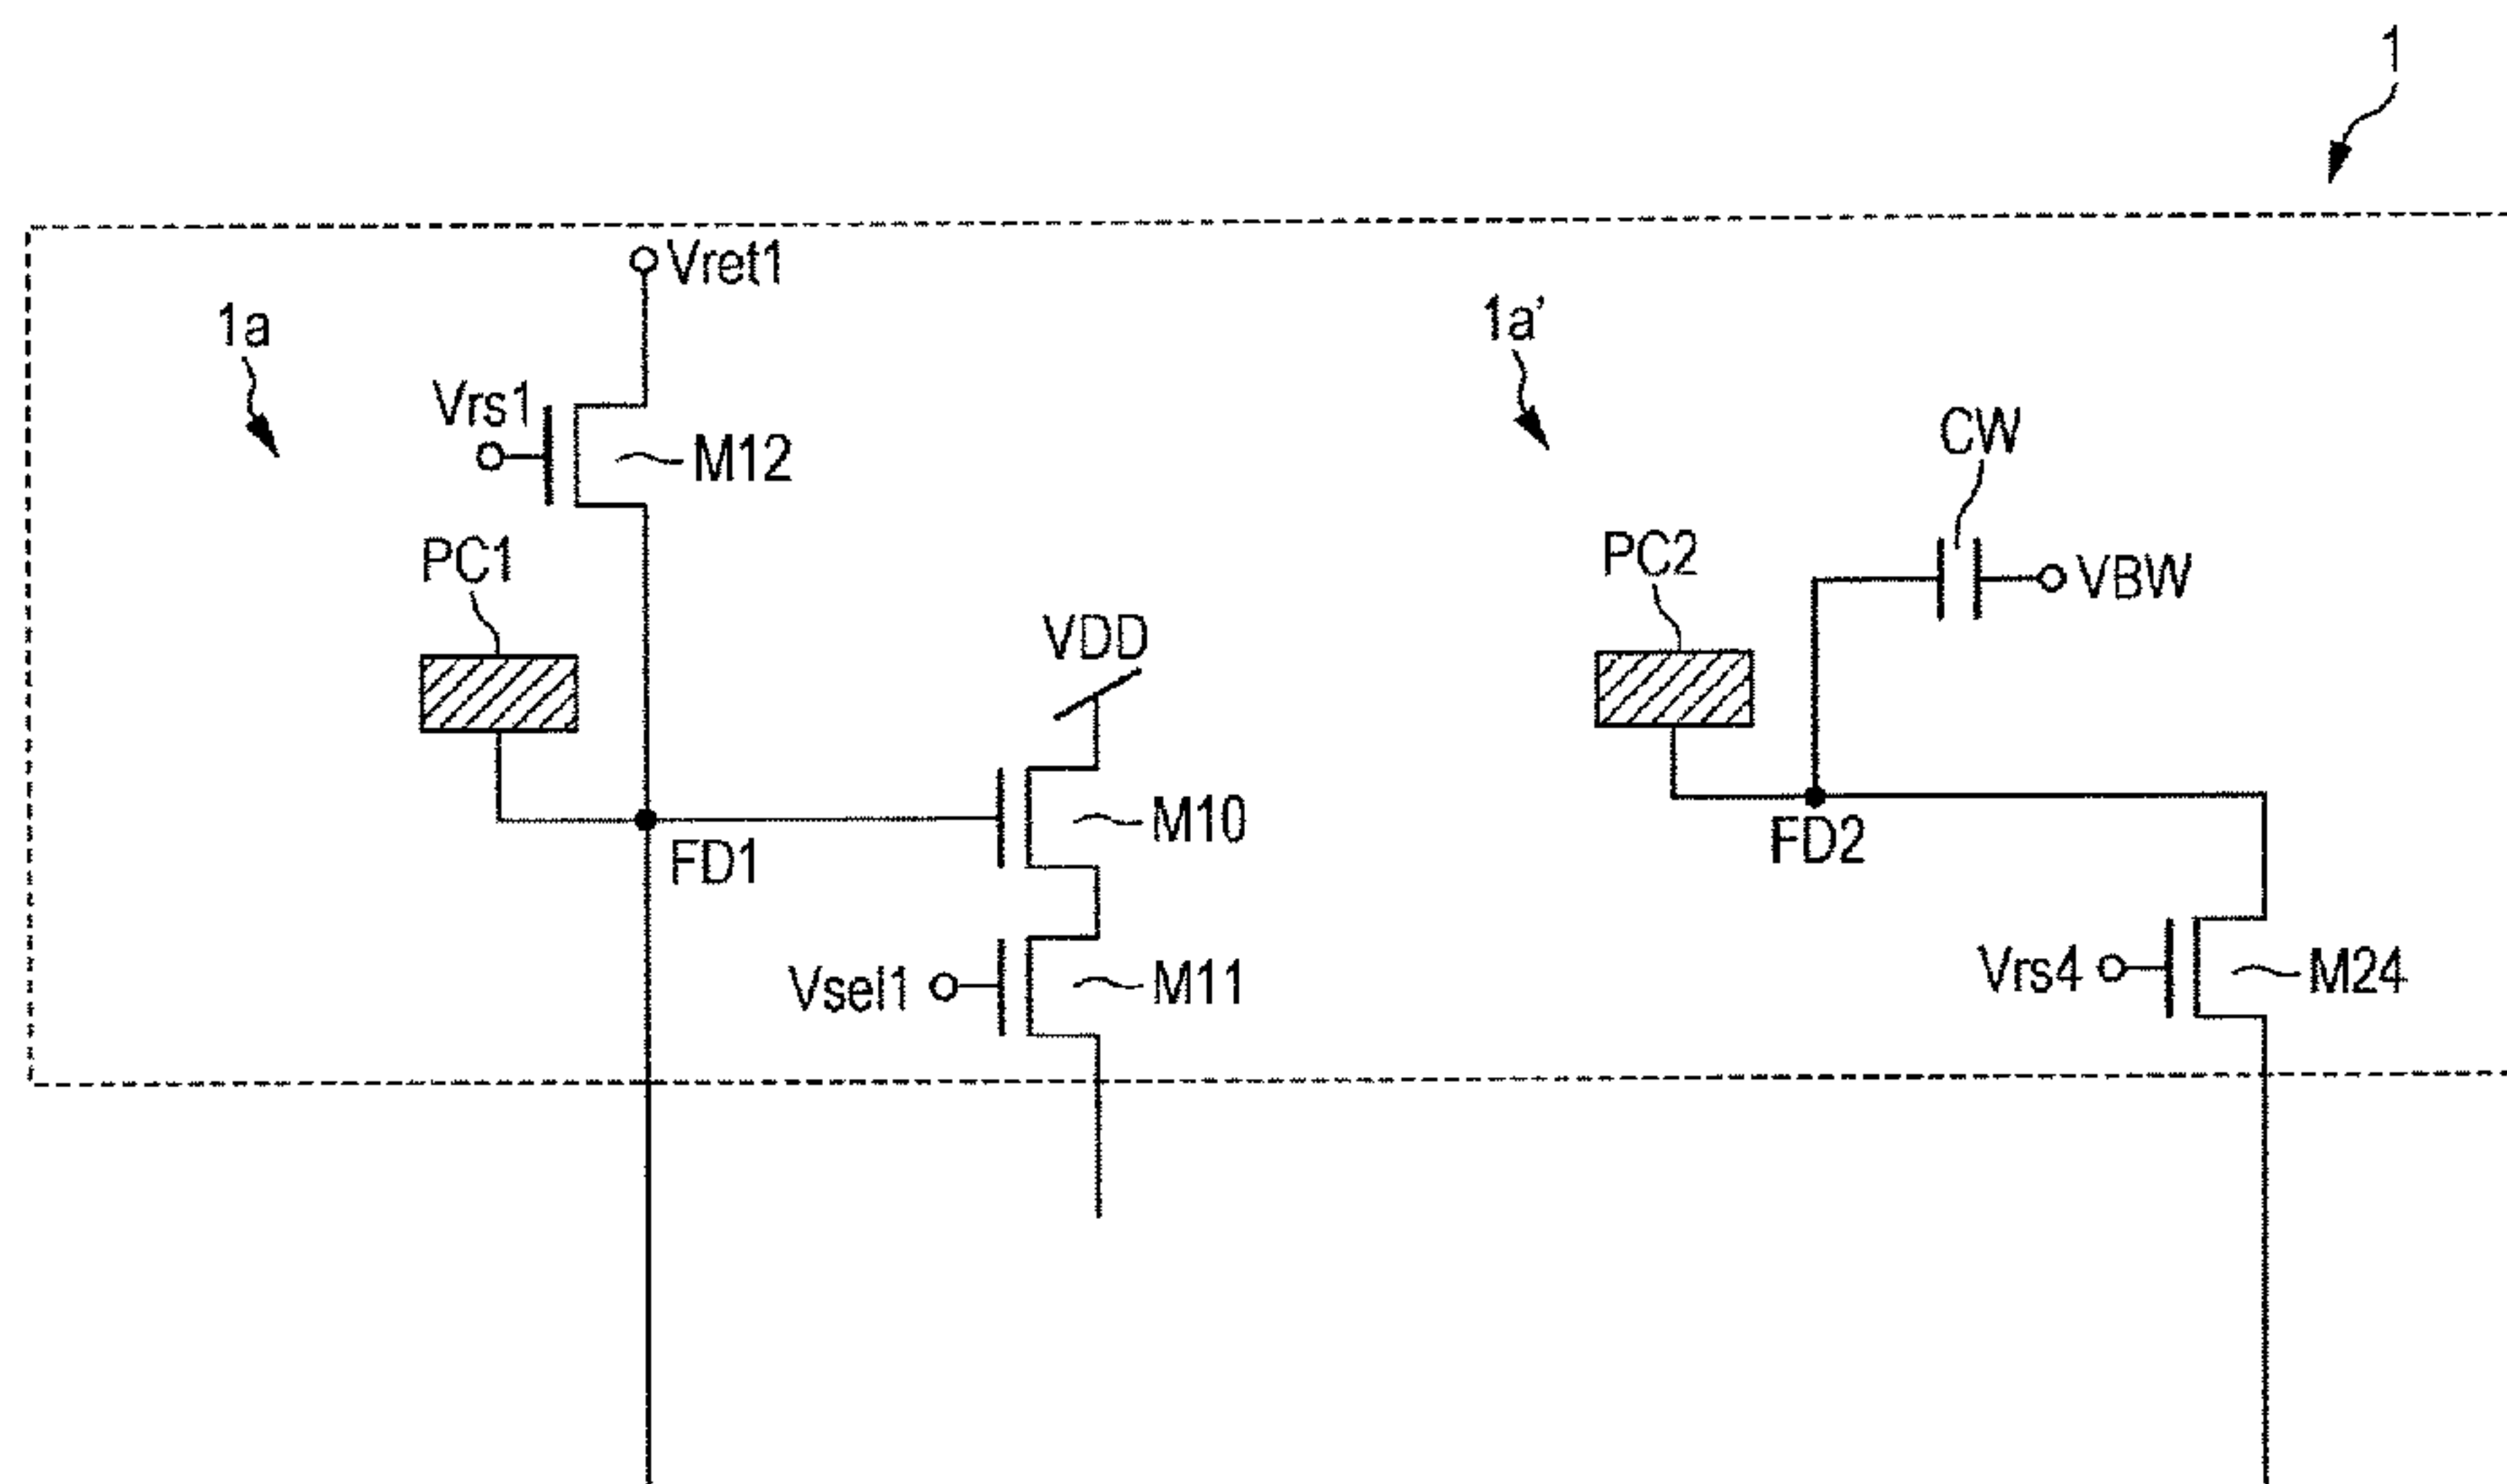 1
Vret1
1a
1a'
Vrs1
CW
M12
PC1
PC2
VBW
VDD
M10
FD1
FD2
Vsel1
M11
Vrs4
M24